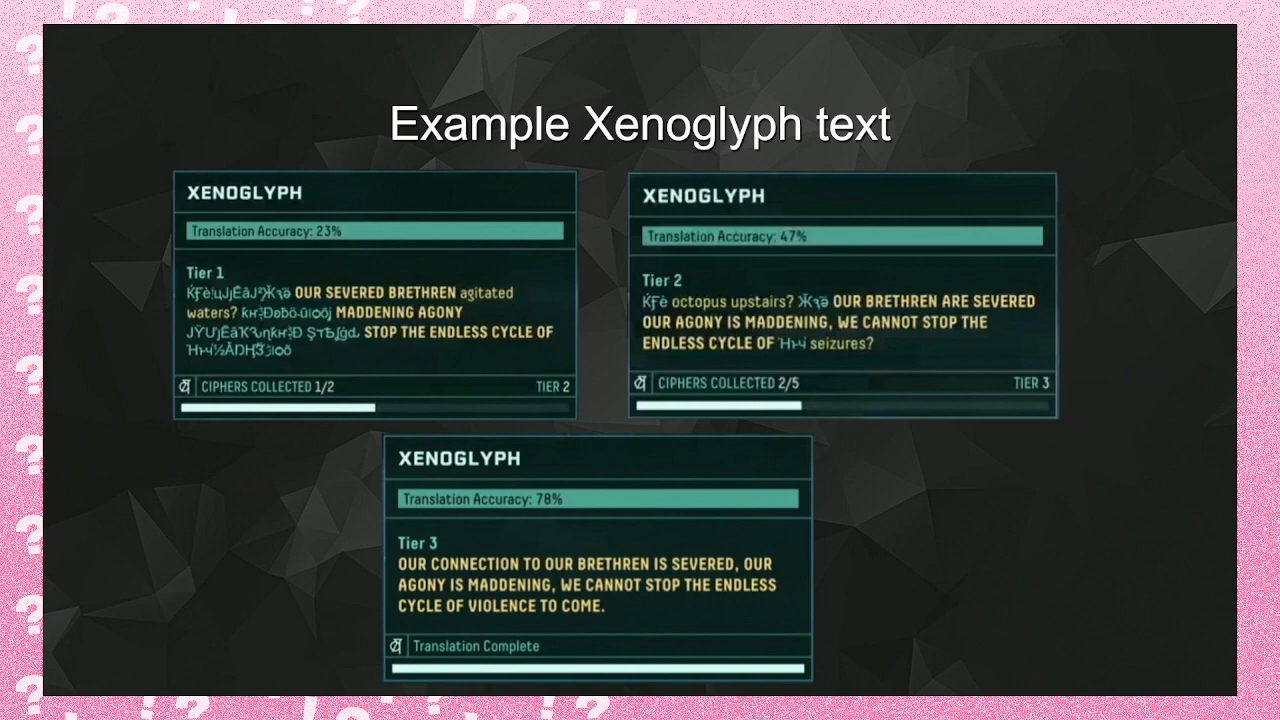 Example Xenoglyph text
XENOGLYPH
Translation Accuracy: 23%
Tier 1
OUR SEVERED BRETHREN agitated
waters? MADDENING AGONY
STOP THE ENDLESS CYCLE OF
CIPHERS COLLECTED 1/2 TIER 2
XENOGLYPH
Translation Accuracy: 47%
Tier 2
octopus upstairs? OUR BRETHREN ARE SEVERED
OUR AGONY IS MADDENING, WE CANNOT STOP THE
ENDLESS CYCLE OF seizures?
CIPHERS COLLECTED 2/5 TIER 3
XENOGLYPH
Translation Accuracy: 78%
Tier 3
OUR CONNECTION TO OUR BRETHREN IS SEVERED, OUR
AGONY IS MADDENING, WE CANNOT STOP THE ENDLESS
CYCLE OF VIOLENCE TO COME.
Translation Complete